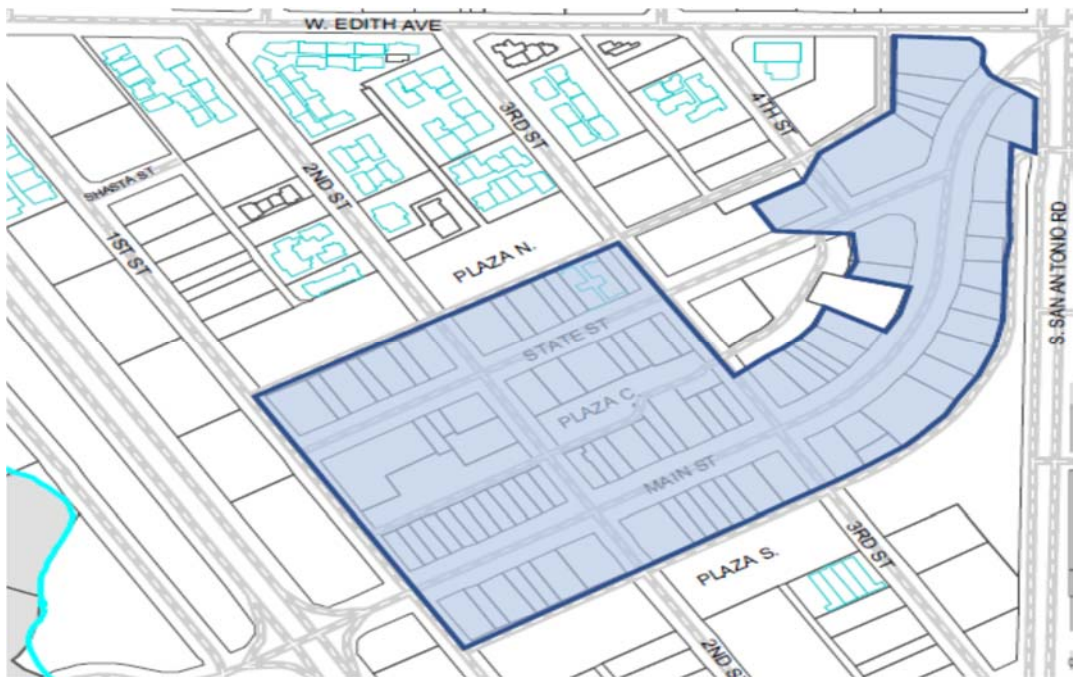 W. EDITH AVE
3RD ST
4TH ST
SHASTA ST
2ND ST
1ST ST
PLAZA N.
S. SAN ANTONIO RD
STATE ST
PLAZA C.
MAIN ST
3RD ST
PLAZA S.
2ND ST